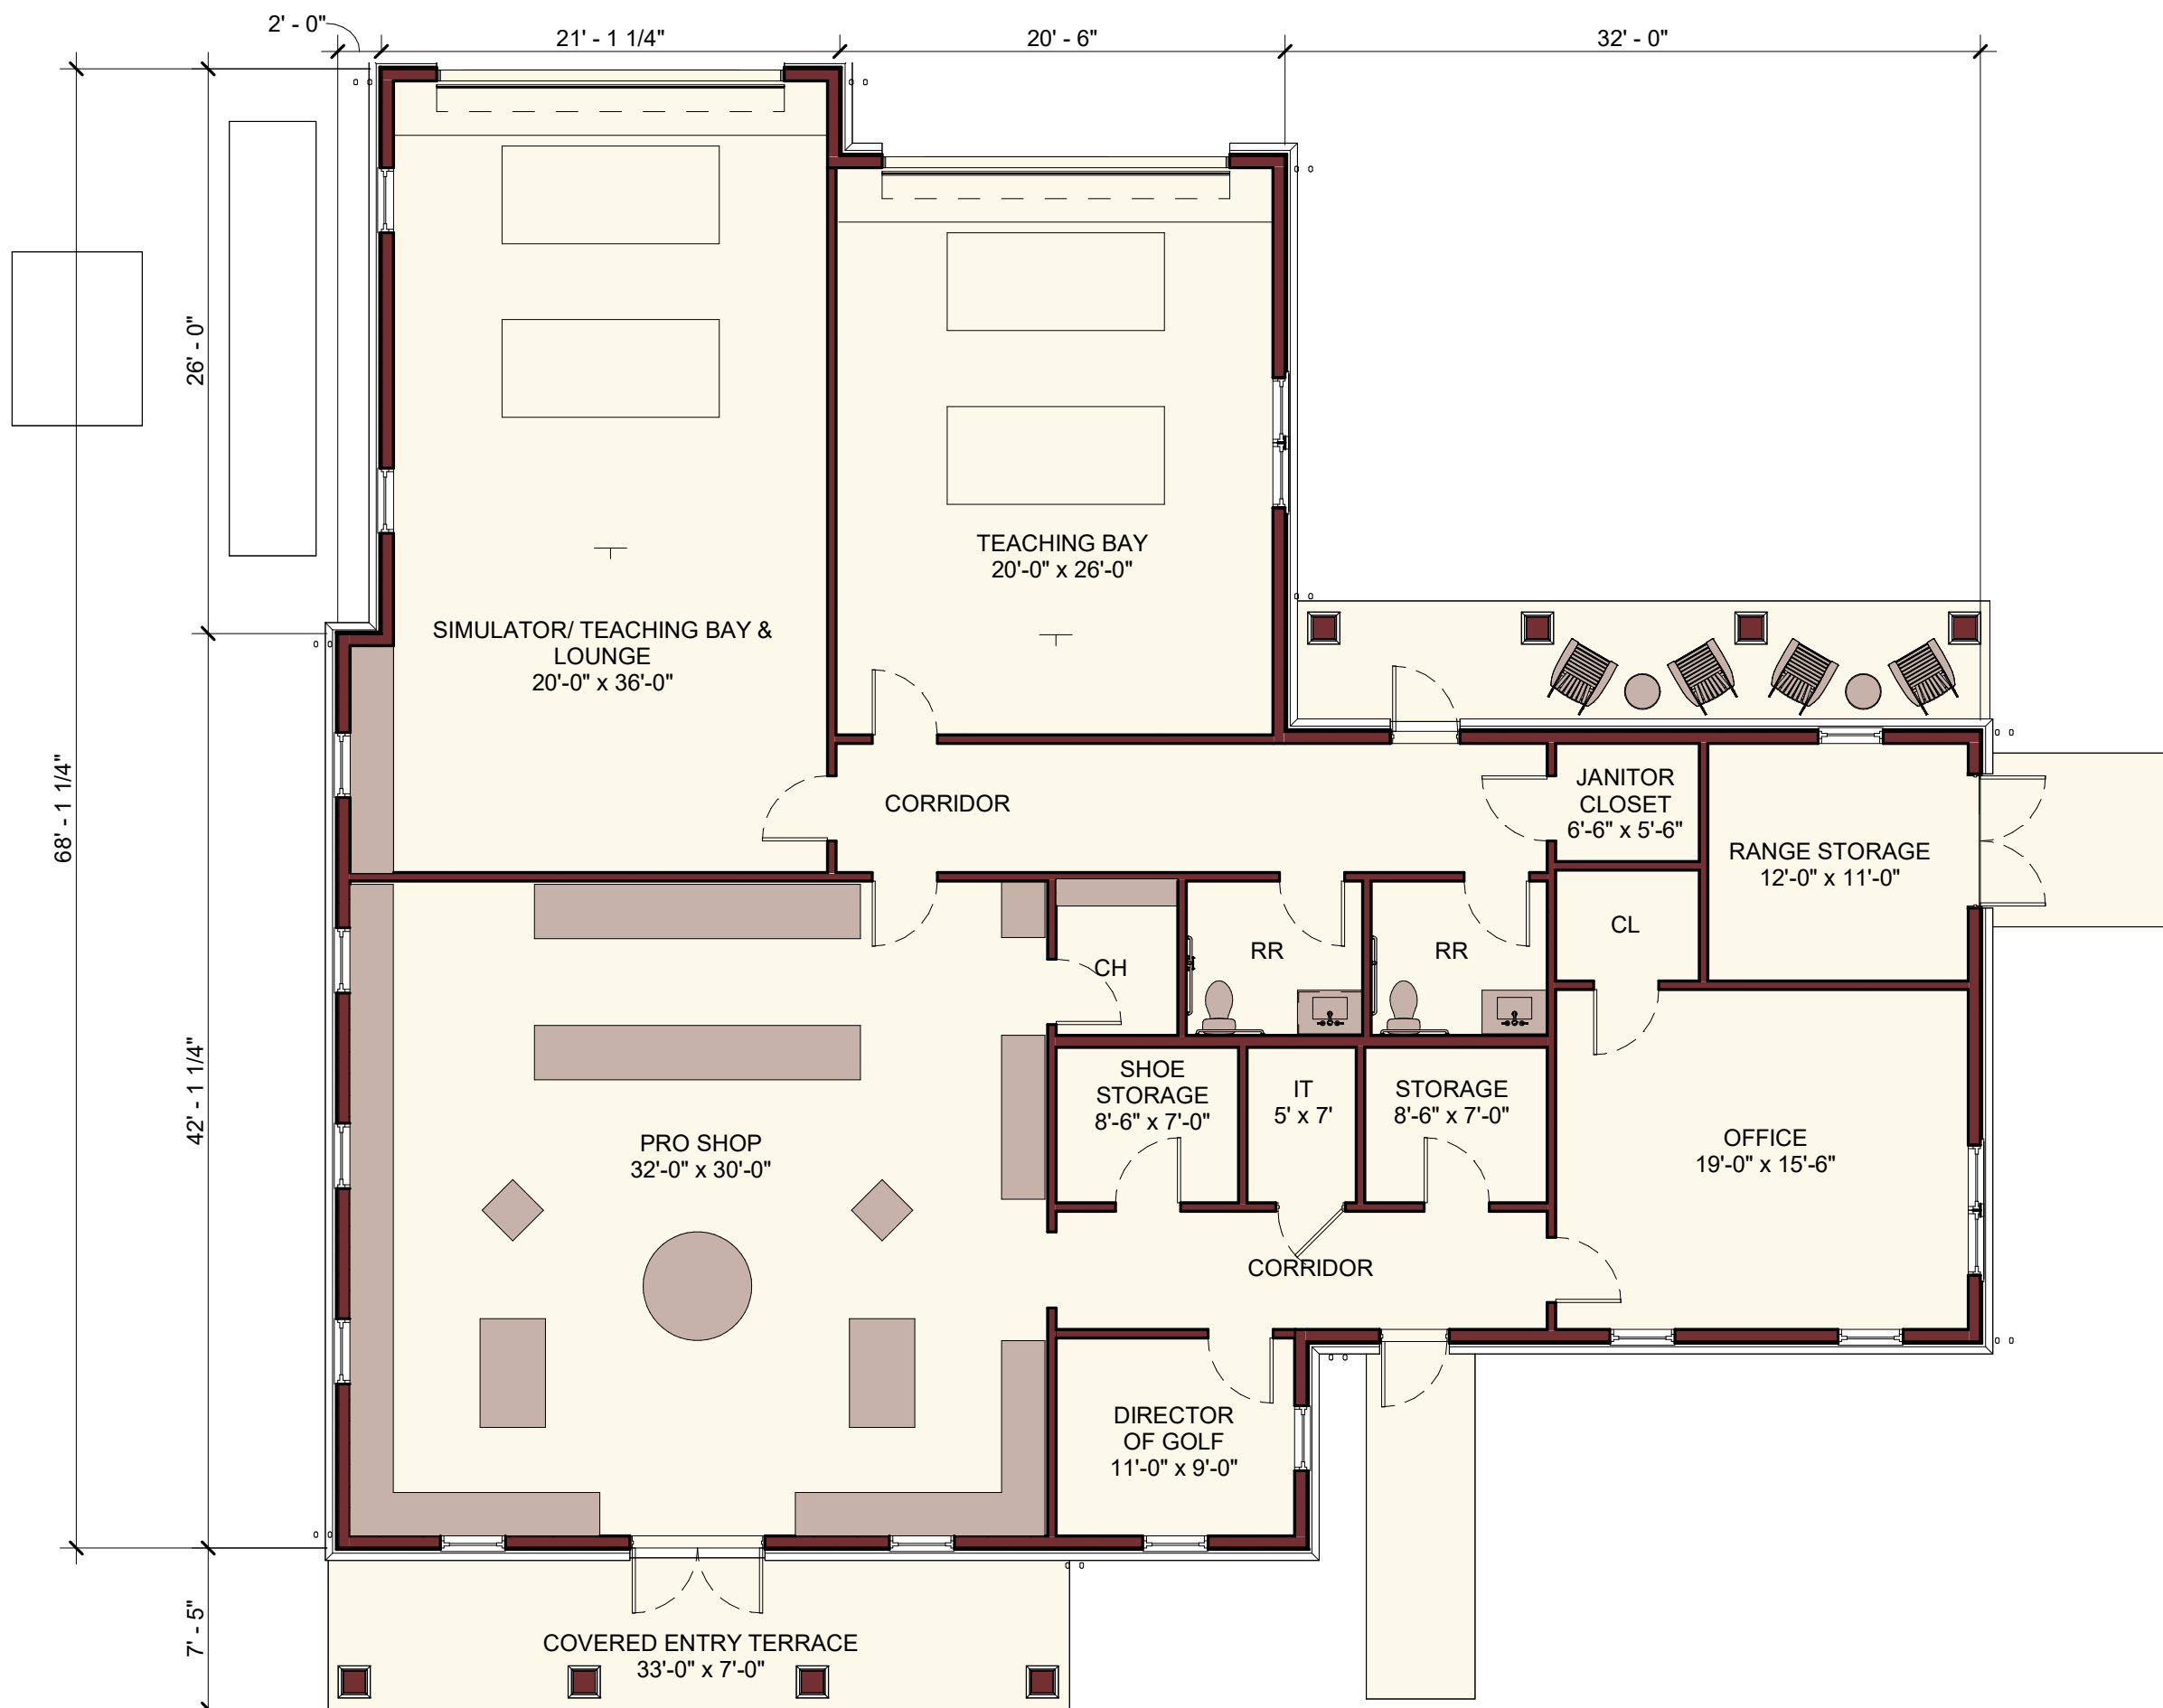 2' - 0"
21' - 1 1/4"
20' - 6"
32' - 0"
26' - 0"
68' - 1 1/4"
42' - 1 1/4"
7' - 5"
TEACHING BAY
20'-0" x 26'-0"
SIMULATOR/ TEACHING BAY &
LOUNGE
20'-0" x 36'-0"
CORRIDOR
JANITOR
CLOSET
6'-6" x 5'-6"
RANGE STORAGE
12'-0" x 11'-0"
CL
CH
RR
RR
SHOE
STORAGE
8'-6" x 7'-0"
IT
5' x 7'
STORAGE
8'-6" x 7'-0"
PRO SHOP
32'-0" x 30'-0"
OFFICE
19'-0" x 15'-6"
CORRIDOR
DIRECTOR
OF GOLF
11'-0" x 9'-0"
COVERED ENTRY TERRACE
33'-0" x 7'-0"